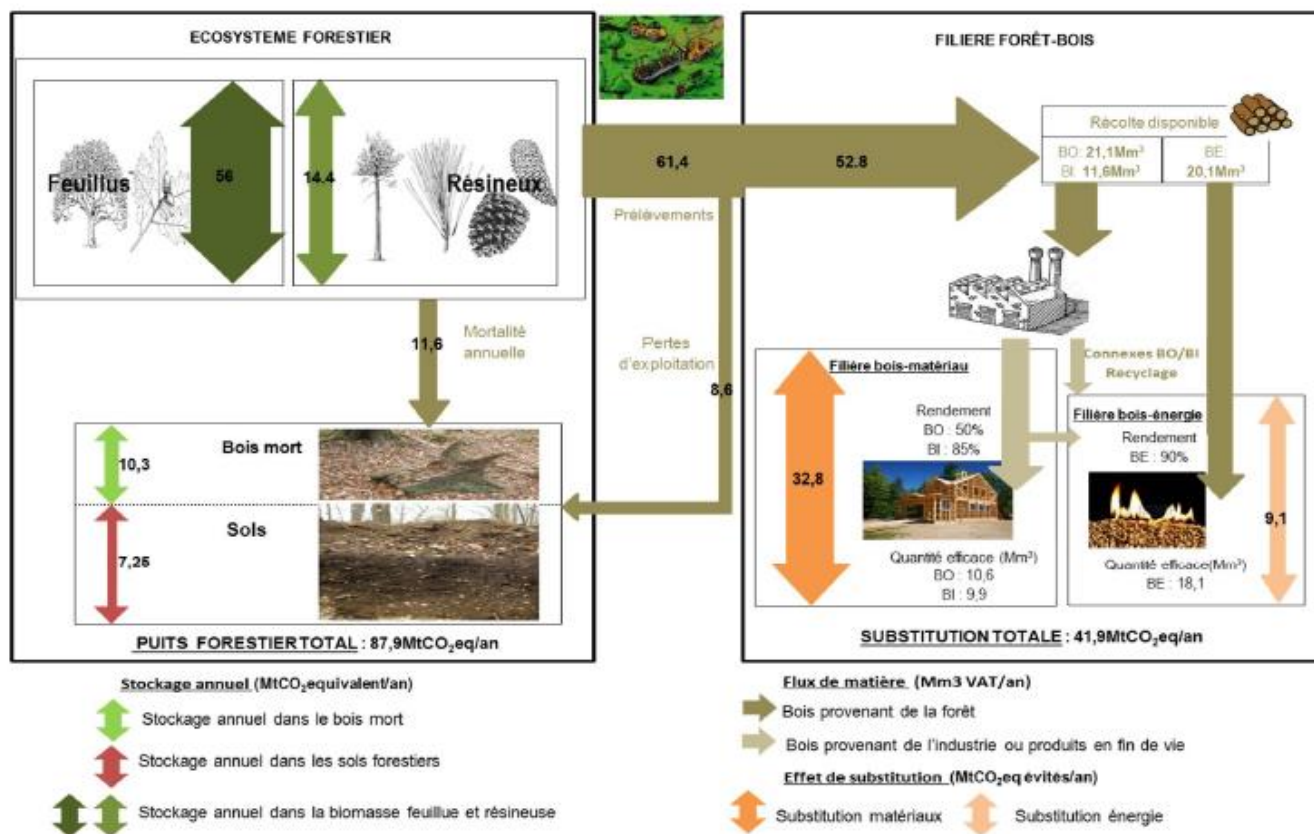 ECOSYSTEME FORESTIER
Feuillus
56
14.4
Résineux
11,6
Mortalité
annuelle
10,3
Bois mort
7,25
Sols
PUITS FORESTIER TOTAL : 87,9MtCO₂eq/an
61,4
52.8
Prélèvements
Pertes
d'exploitation
8,6
FILIERE FORÊT-BOIS
Récolte disponible
BO: 21,1Mm³
BI: 11,6Mm³
BE:
20,1Mm³
Connexes BO/BI
Recyclage
Filière bois-matériau
Rendement
BO : 50%
BI : 85%
32,8
Quantité efficace (Mm³)
BO : 10,6
BI : 9,9
Filière bois-énergie
Rendement
BE : 90%
9,1
Quantité efficace(Mm³)
BE : 18,1
SUBSTITUTION TOTALE : 41,9MtCO₂eq/an
Stockage annuel (MtCO₂equivalent/an)
Stockage annuel dans le bois mort
Stockage annuel dans les sols forestiers
Stockage annuel dans la biomasse feuillue et résineuse
Flux de matière (Mm3 VAT/an)
Bois provenant de la forêt
Bois provenant de l'industrie ou produits en fin de vie
Effet de substitution (MtCO₂eq évités/an)
Substitution matériaux
Substitution énergie